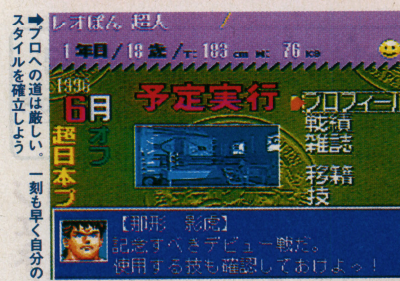 ➡プロへの道は厳しい。一刻も早く自分の
スタイルを確立しよう
レオぱん 超人
1年目/18歳/T:183cm W: 76KG
1996
6月
オフ
超日本プ
予定実行
プロフィール
戦績
雑誌
移籍
技
【那形 影虎】
記念すべきデビュー戦だ。
使用する技も確認しておけよっ!